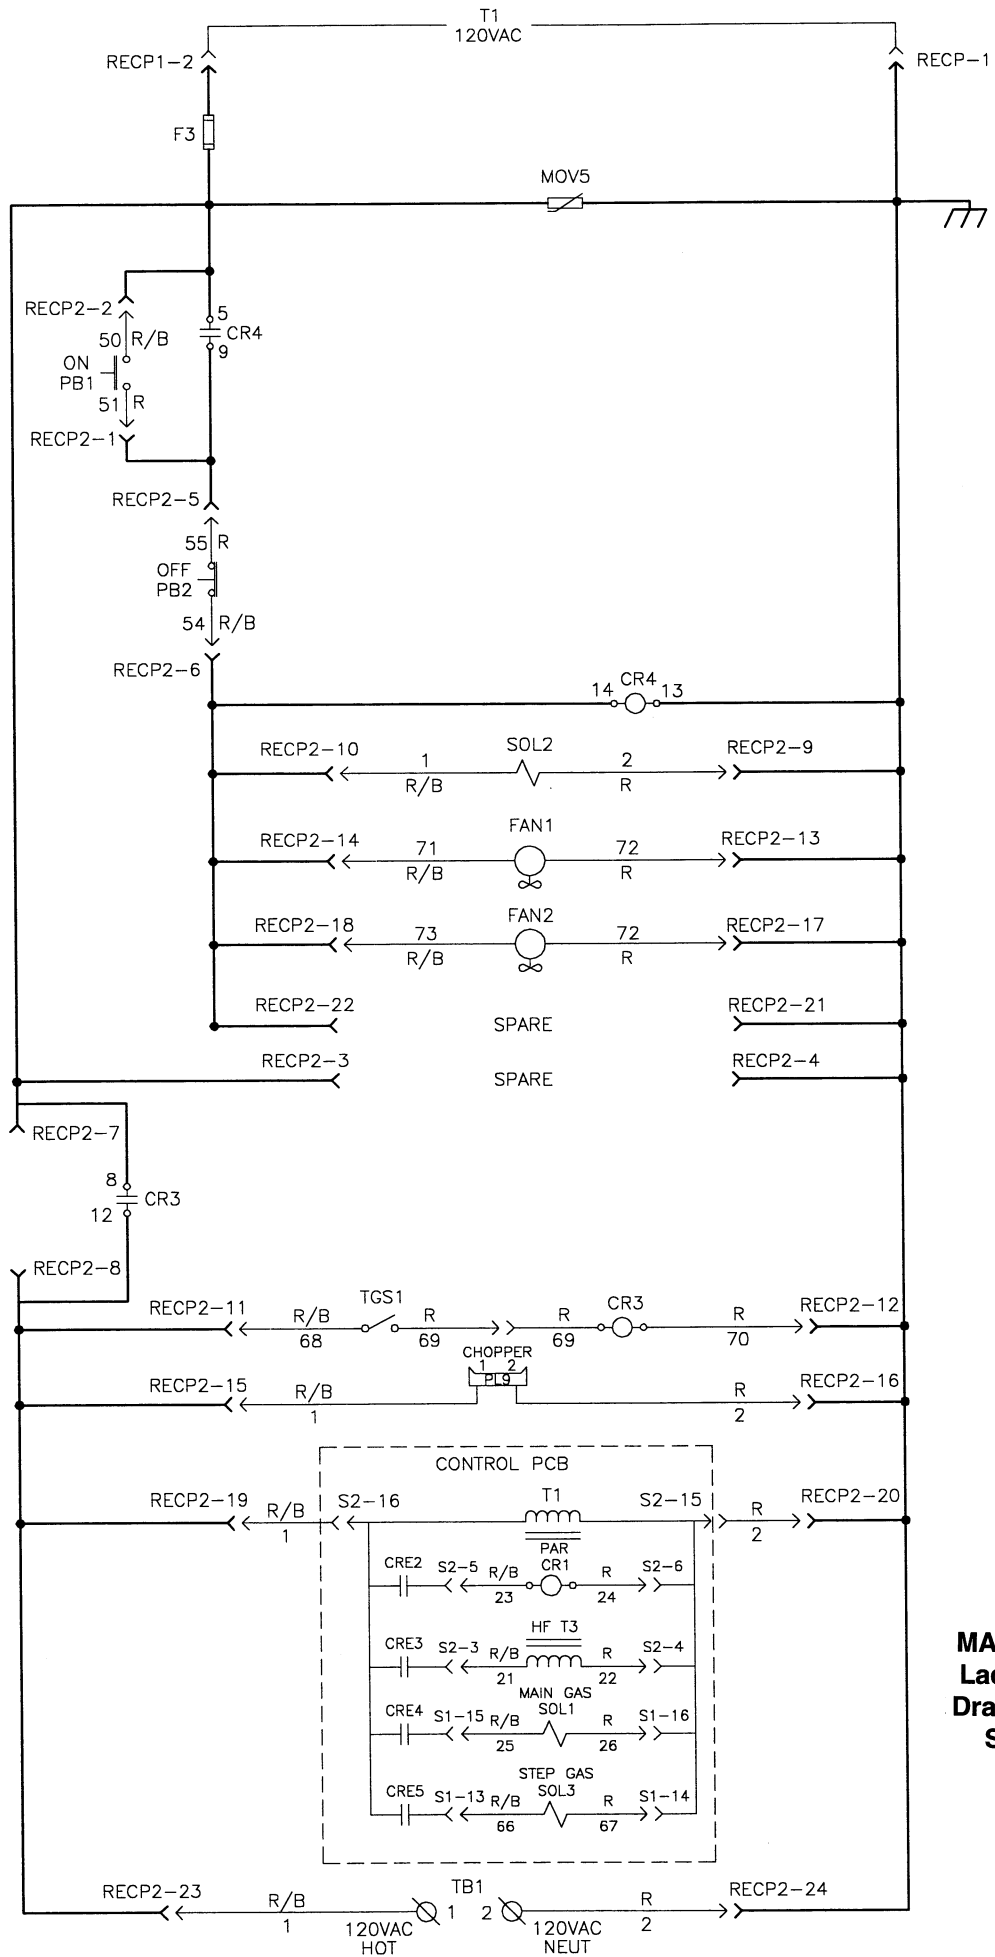 T1
120VAC
RECP1-2
RECP-1
F3
MOV5
RECP2-2
5
CR4
9
50 R/B
ON
PB1
51 R
RECP2-1
RECP2-5
55 R
OFF
PB2
54 R/B
RECP2-6
14 CR4 13
RECP2-10 1 SOL2 2 RECP2-9
R/B R
RECP2-14 71 FAN1 72 RECP2-13
R/B R
RECP2-18 73 FAN2 72 RECP2-17
R/B R
RECP2-22 SPARE RECP2-21
RECP2-3 SPARE RECP2-4
RECP2-7
8
CR3
12
RECP2-8
RECP2-11 R/B TGS1 R R CR3 R RECP2-12
68 69 69 70
CHOPPER
1 2
PL9
RECP2-15 R/B R RECP2-16
1 2
CONTROL PCB
RECP2-19 R/B S2-16 T1 S2-15 R RECP2-20
1 2
PAR
CRE2 S2-5 R/B CR1 R S2-6
23 24
HF T3
CRE3 S2-3 R/B R S2-4
21 22
MAIN GAS
CRE4 S1-15 R/B SOL1 R S1-16
25 26
STEP GAS
CRE5 S1-13 R/B SOL3 R S1-14
66 67
MA
La
Dra
S
RECP2-23 R/B TB1 R RECP2-24
1 1 2 2
120VAC 120VAC
HOT NEUT